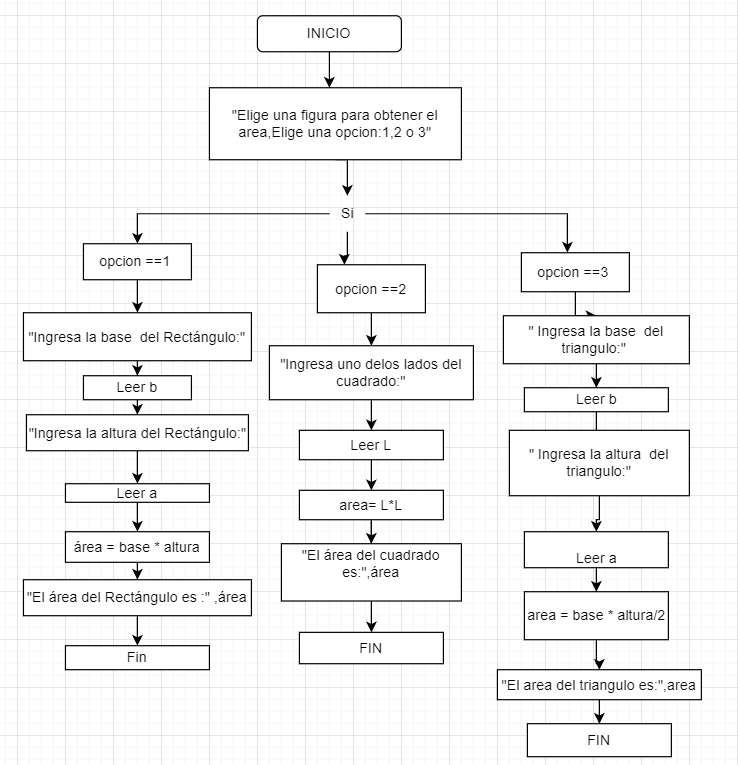 INICIO
"Elige una figura para obtener el
area,Elige una opcion:1,2 o 3"
Si
opcion ==1
"Ingresa la base  del Rectángulo:"
Leer b
"Ingresa la altura del Rectángulo:"
Leer a
área = base * altura
"El área del Rectángulo es :" ,área
Fin
opcion ==2
"Ingresa uno delos lados del
cuadrado:"
Leer L
area= L*L
"El área del cuadrado
es:",área
FIN
opcion ==3
" Ingresa la base  del
triangulo:"
Leer b
" Ingresa la altura  del
triangulo:"
Leer a
area = base * altura/2
"El area del triangulo es:",area
FIN